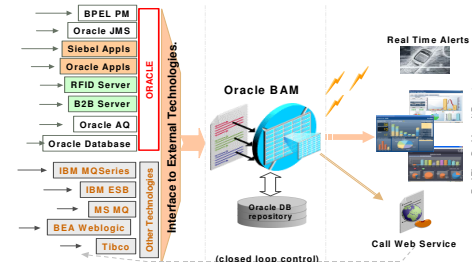 BPEL PM
Oracle JMS
Siebel Appls
Oracle Appls
RFID Server
B2B Server
Oracle AQ
Oracle Database
ORACLE
IBM MQSeries
IBM ESB
MS MQ
BEA Weblogic
Tibco
Other Technologies
Interface to External Technologies.
Oracle BAM
Oracle DB
repository
Real Time Alerts
Call Web Service
(closed loop control)